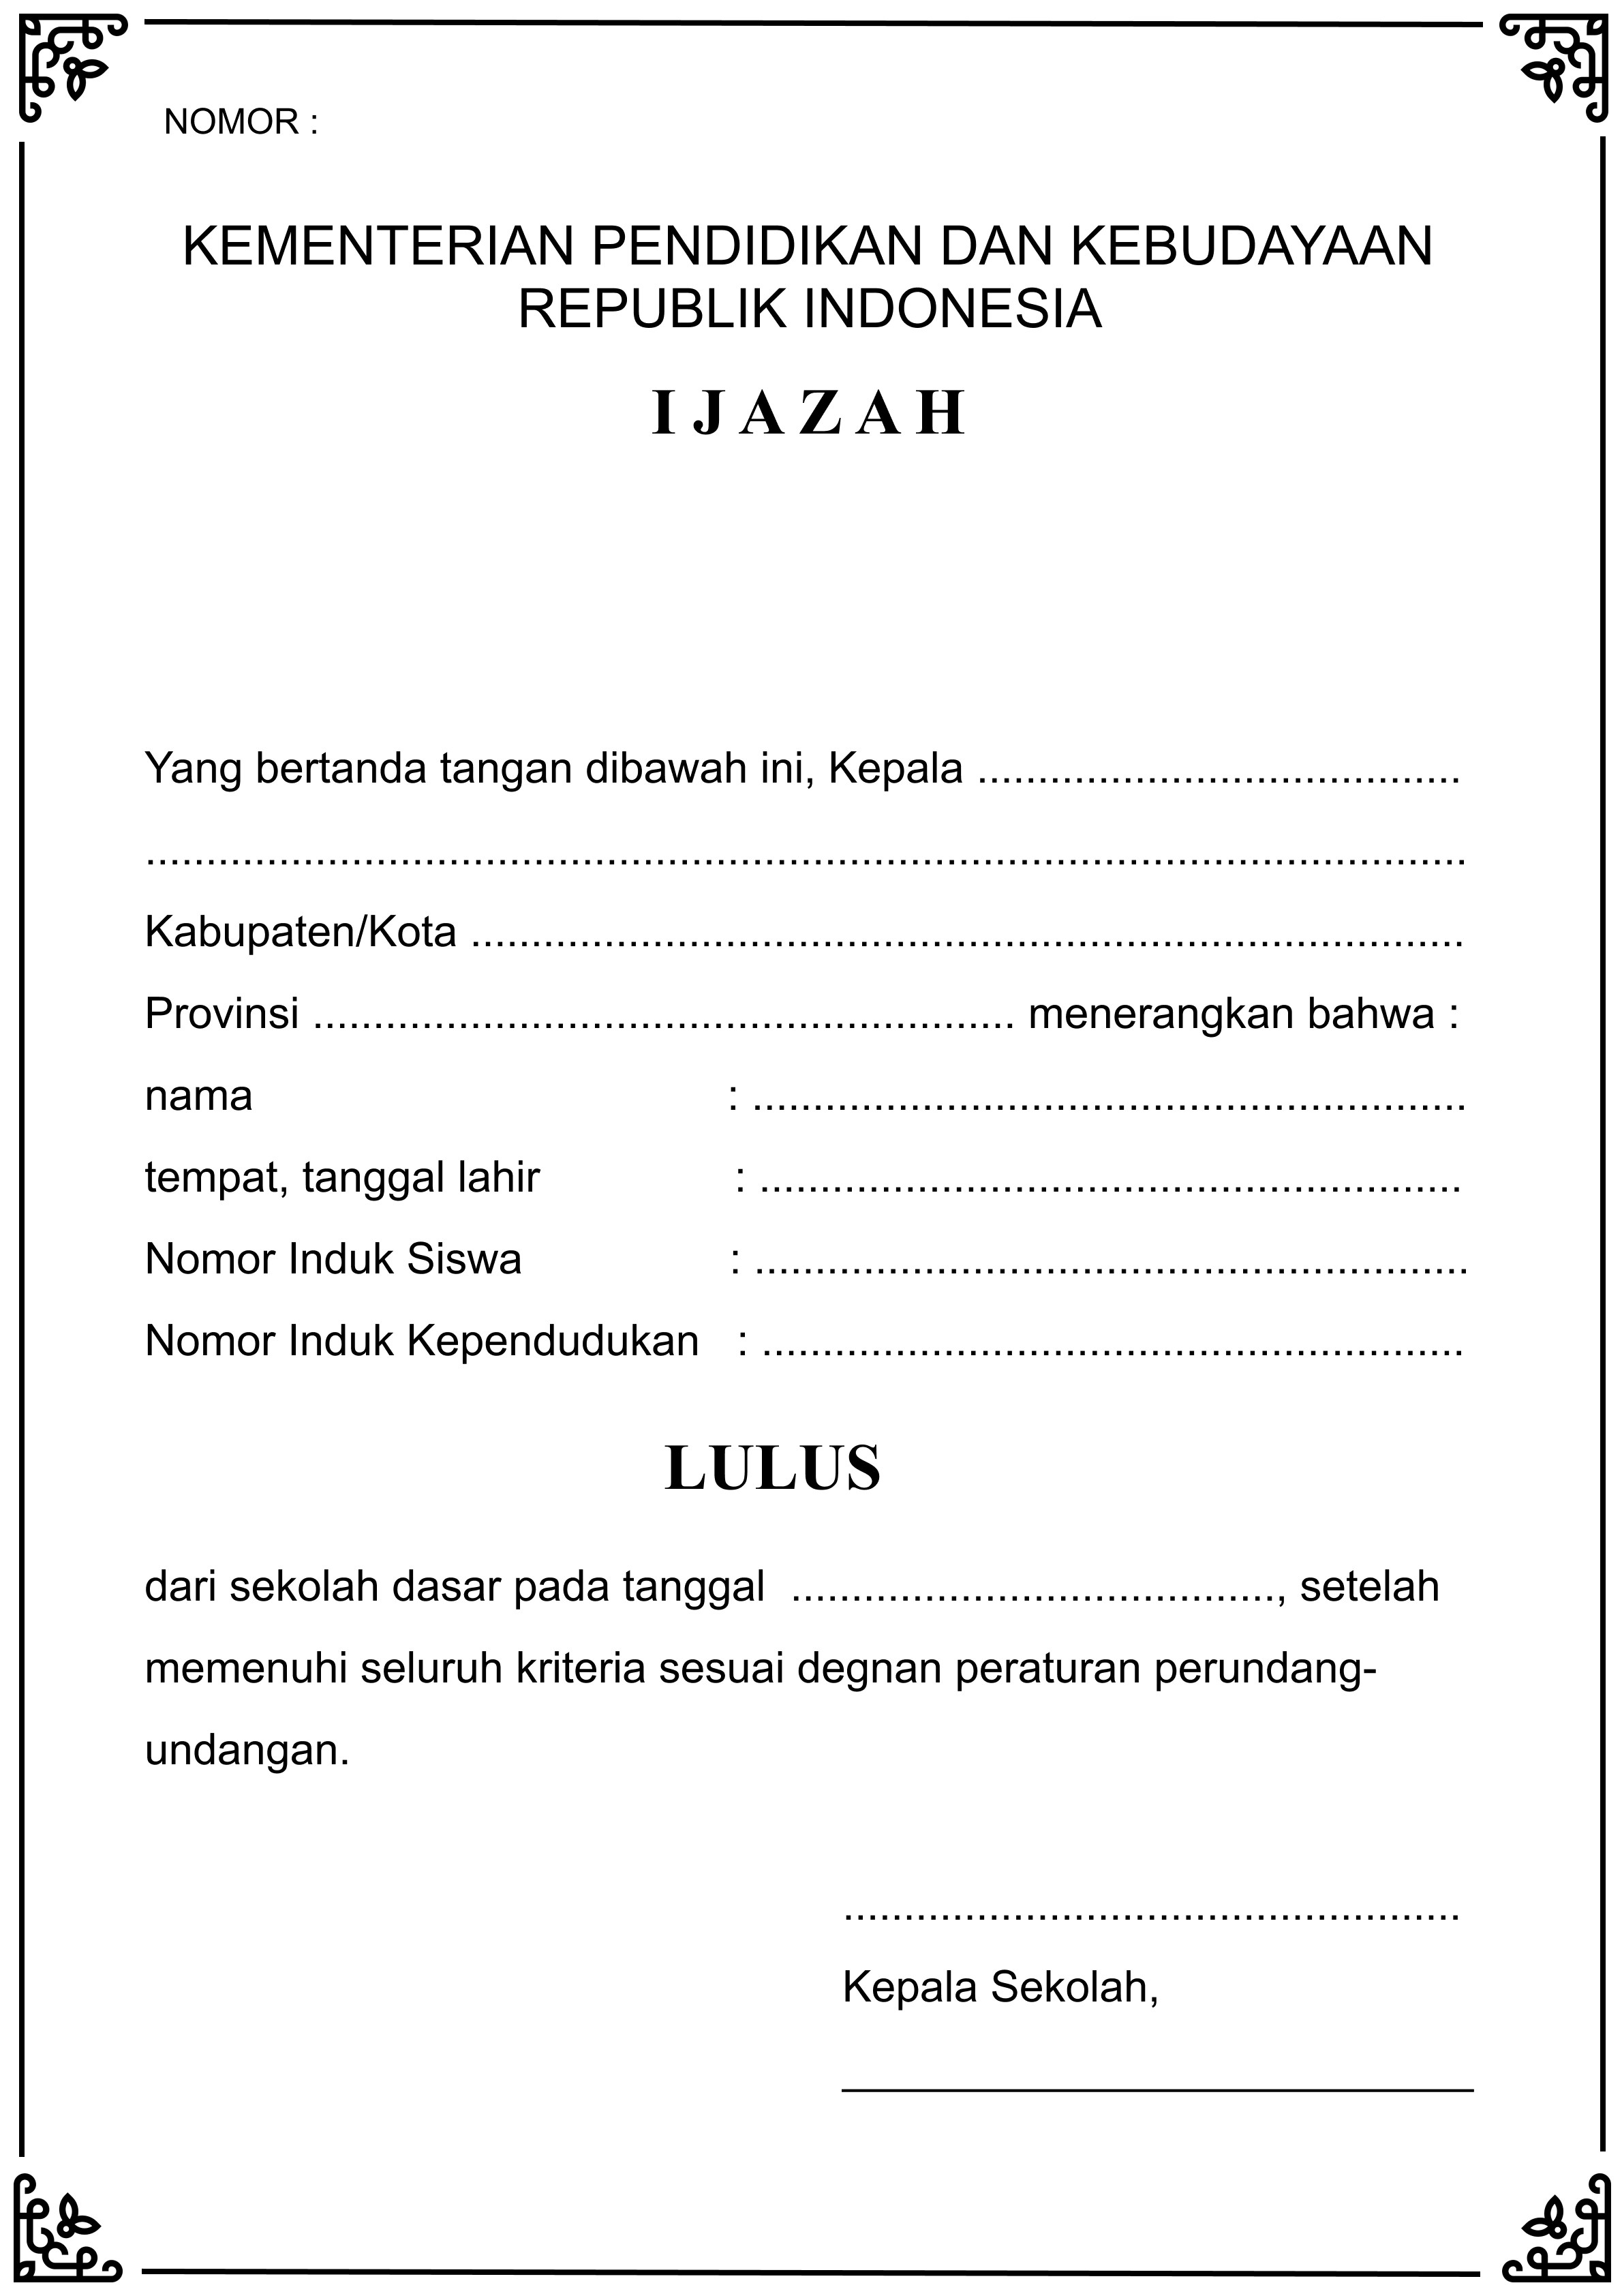 NOMOR :
KEMENTERIAN PENDIDIKAN DAN KEBUDAYAAN
REPUBLIK INDONESIA
I J A Z A H
Yang bertanda tangan dibawah ini, Kepala ........................................
.............................................................................................................
Kabupaten/Kota ..................................................................................
Provinsi .......................................................... menerangkan bahwa :
nama : ...........................................................
tempat, tanggal lahir : ..........................................................
Nomor Induk Siswa : ...........................................................
Nomor Induk Kependudukan : ..........................................................
LULUS
dari sekolah dasar pada tanggal ........................................, setelah
memenuhi seluruh kriteria sesuai degnan peraturan perundang-
undangan.
...................................................
Kepala Sekolah,